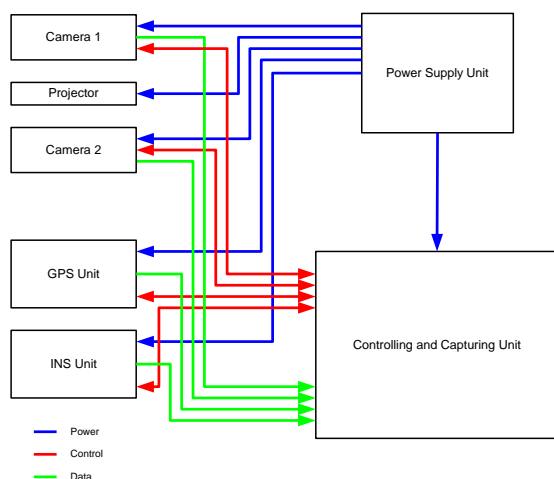 Camera 1
Power Supply Unit
Projector
Camera 2
GPS Unit
Controlling and Capturing Unit
INS Unit
Power
Control
Data